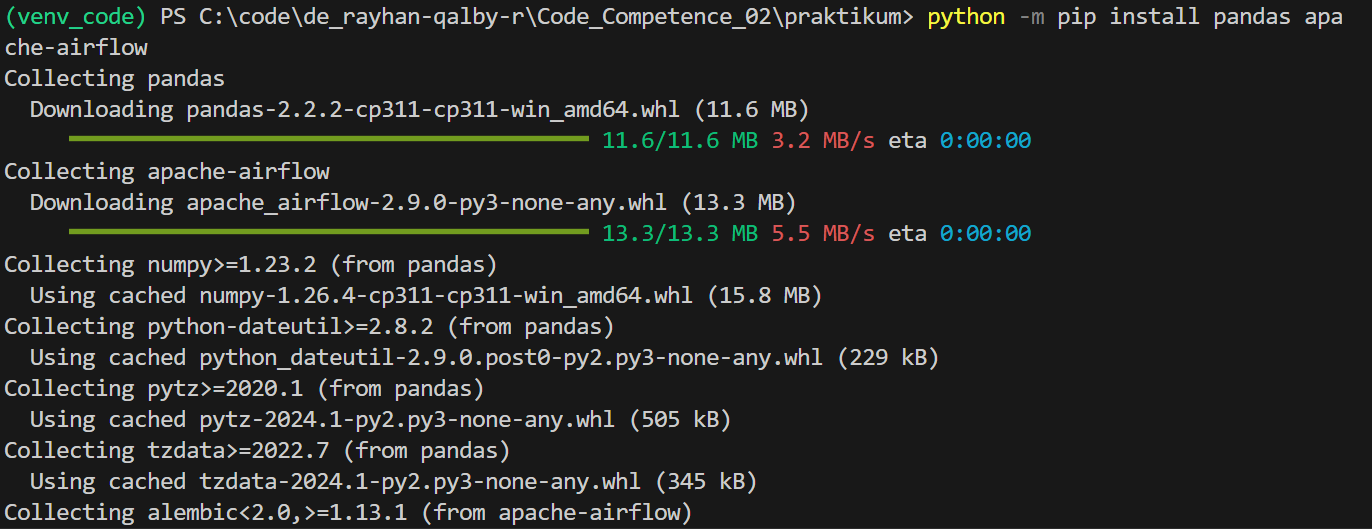 (venv_code) PS C:\code\de_rayhan-qalby-r\Code_Competence_02\praktikum> python -m pip install pandas apa
che-airflow
Collecting pandas
  Downloading pandas-2.2.2-cp311-cp311-win_amd64.whl (11.6 MB)
11.6/11.6 MB 3.2 MB/s eta 0:00:00
Collecting apache-airflow
  Downloading apache_airflow-2.9.0-py3-none-any.whl (13.3 MB)
13.3/13.3 MB 5.5 MB/s eta 0:00:00
Collecting numpy>=1.23.2 (from pandas)
  Using cached numpy-1.26.4-cp311-cp311-win_amd64.whl (15.8 MB)
Collecting python-dateutil>=2.8.2 (from pandas)
  Using cached python_dateutil-2.9.0.post0-py2.py3-none-any.whl (229 kB)
Collecting pytz>=2020.1 (from pandas)
  Using cached pytz-2024.1-py2.py3-none-any.whl (505 kB)
Collecting tzdata>=2022.7 (from pandas)
  Using cached tzdata-2024.1-py2.py3-none-any.whl (345 kB)
Collecting alembic<2.0,>=1.13.1 (from apache-airflow)